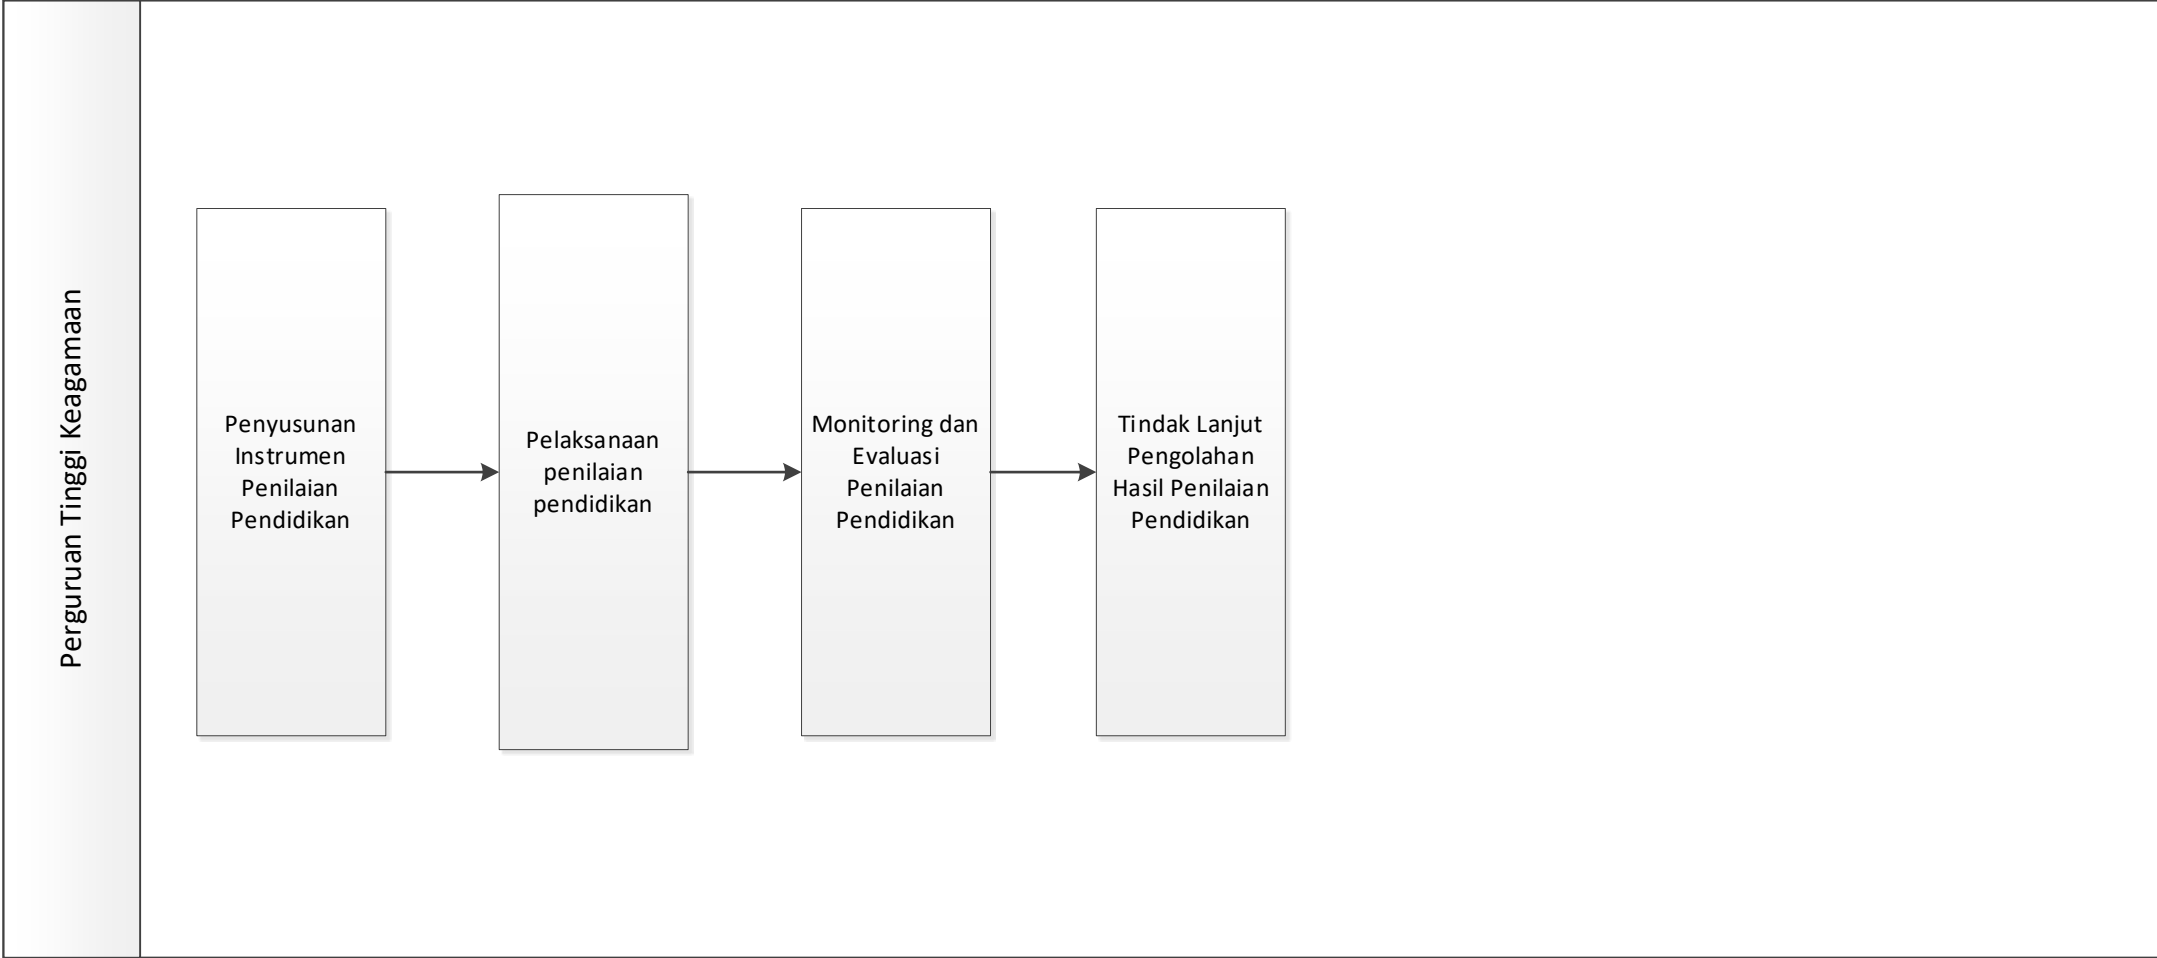 Perguruan Tinggi Keagamaan
Penyusunan
Instrumen
Penilaian
Pendidikan
Pelaksanaan
penilaian
pendidikan
Monitoring dan
Evaluasi
Penilaian
Pendidikan
Tindak Lanjut
Pengolahan
Hasil Penilaian
Pendidikan